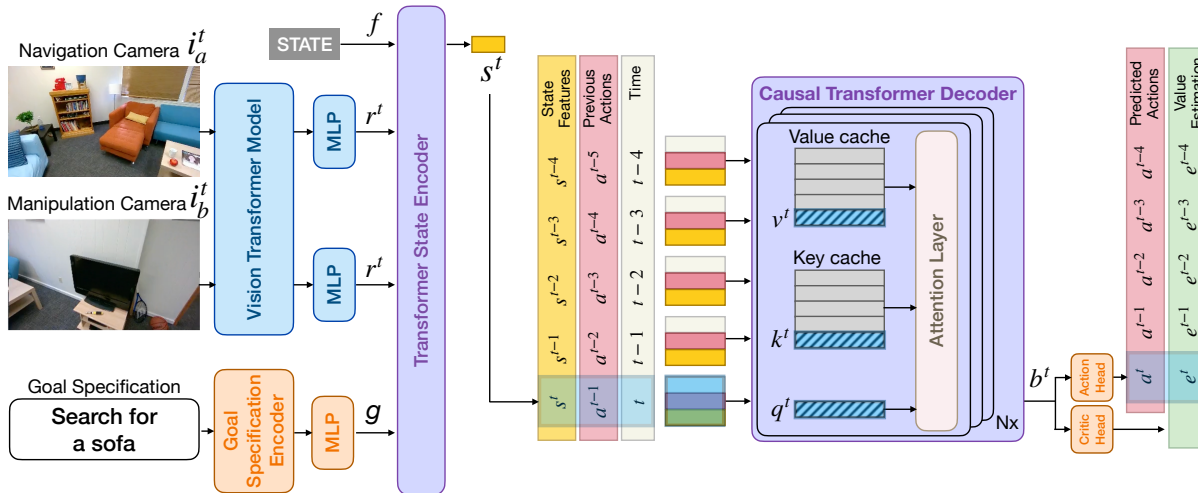 Navigation Camera i_a^t
Manipulation Camera i_b^t
Goal Specification
Search for
a sofa
Vision Transformer Model
Goal
Specification
Encoder
MLP
r^t
MLP
r^t
MLP
g
STATE
f
Transformer State Encoder
s^t
State
Features
s^{t-4}
s^{t-3}
s^{t-2}
s^{t-1}
s^t
Previous
Actions
a^{t-5}
a^{t-4}
a^{t-3}
a^{t-2}
a^{t-1}
Time
t-4
t-3
t-2
t-1
t
Causal Transformer Decoder
Value cache
v^t
Key cache
k^t
q^t
Attention Layer
Nx
b^t
Action
Head
Critic
Head
Predicted
Actions
a^{t-4}
a^{t-3}
a^{t-2}
a^{t-1}
a^t
Value
Estimation
e^{t-4}
e^{t-3}
e^{t-2}
e^{t-1}
e^t